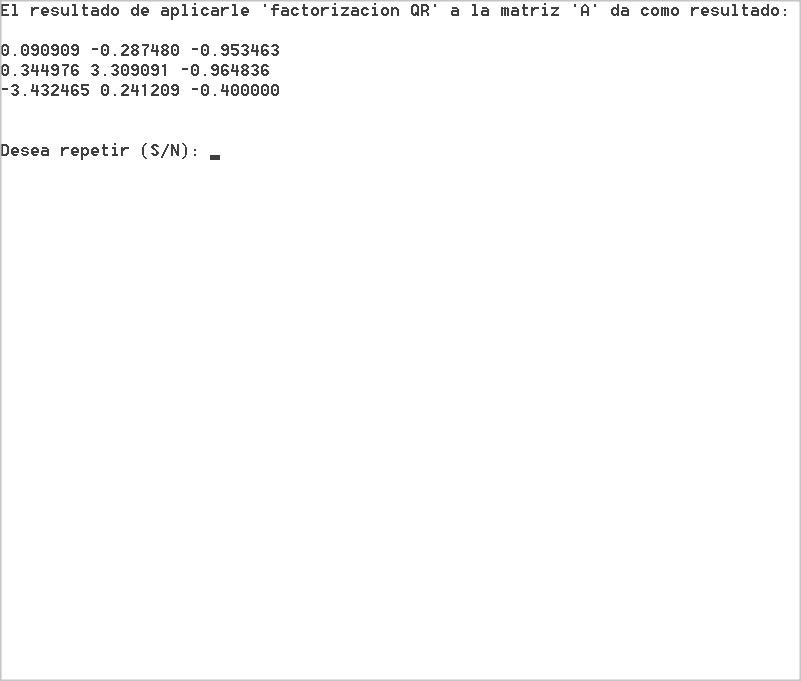 El resultado de aplicarle 'factorizacion QR' a la matriz 'A' da como resultado:
0.090909 -0.287480 -0.953463
0.344976 3.309091 -0.964836
-3.432465 0.241209 -0.400000
Desea repetir (S/N):